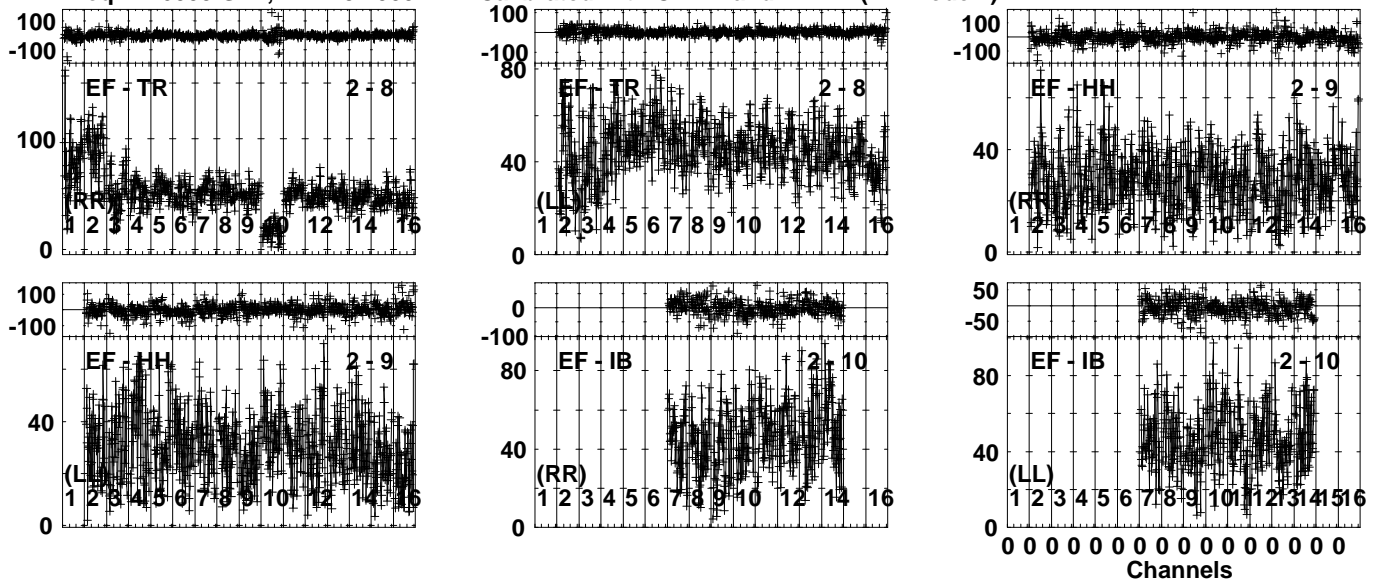 100
-100
EF - TR 2 - 8
100
(RR)
1 2 3 4 5 6 7 8 9 10 12 14 16
0
100
-100
80
EF - TR 2 - 8
40
(LL)
1 2 3 4 5 6 7 8 9 10 12 14 16
0
100
-100
EF - HH 2 - 9
40
(RR)
1 2 3 4 5 6 7 8 9 10 12 14 16
0
100
-100
EF - HH 2 - 9
40
(LL)
1 2 3 4 5 6 7 8 9 10 12 14 16
0
0
-100
EF - IB 2 - 10
80
40
(RR)
1 2 3 4 5 6 7 8 9 10 12 14 16
0
50
-50
EF - IB 2 - 10
80
40
(LL)
1 2 3 4 5 6 7 8 9 10 11 12 13 14 15 16
0
0 0 0 0 0 0 0 0 0 0 0 0 0 0 0 0
Channels